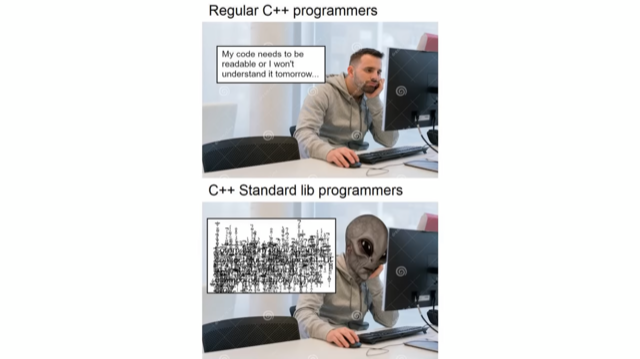 Regular C++ programmers
My code needs to be
readable or I won't
understand it tomorrow...
C++ Standard lib programmers